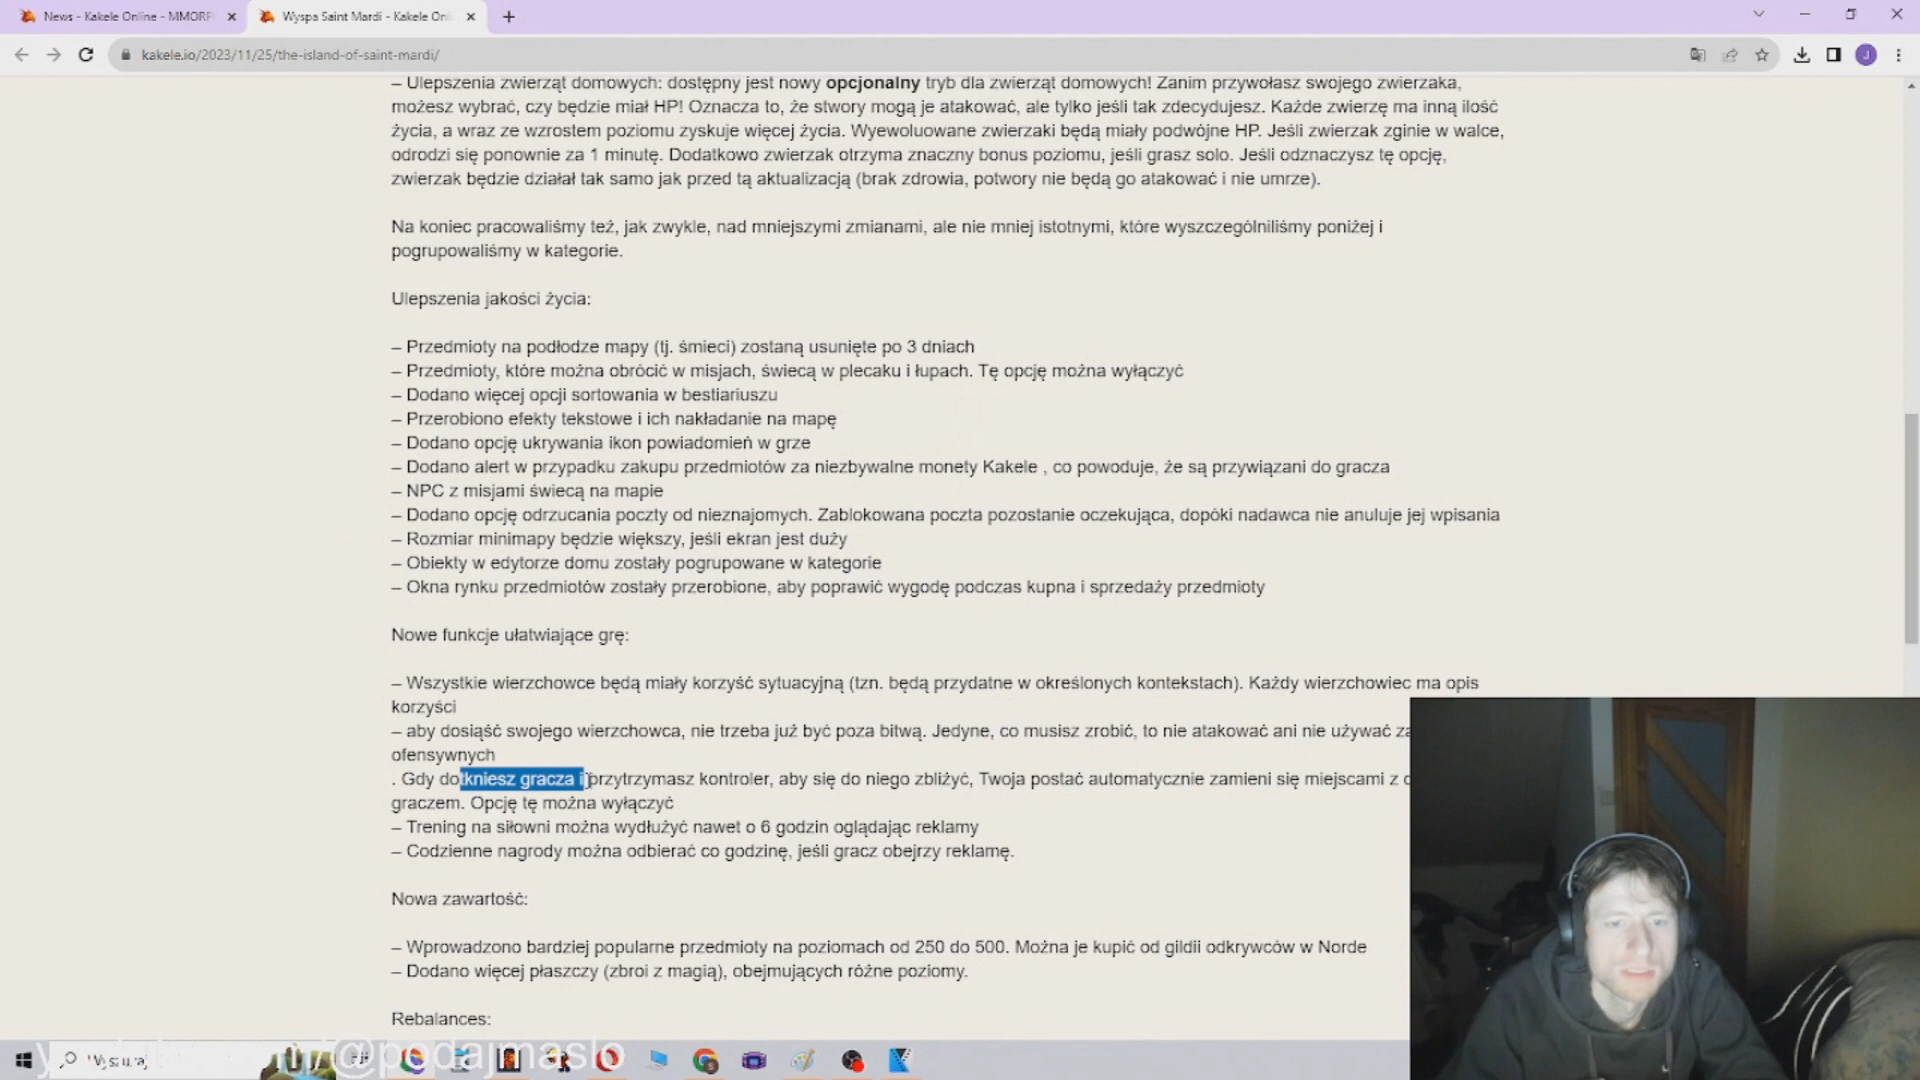 News - Kakele Online - MMORP
Wyspa Saint Mardi - Kakele Onli
kakele.io/2023/11/25/the-island-of-saint-mardi/
– Ulepszenia zwierząt domowych: dostępny jest nowy opcjonalny tryb dla zwierząt domowych! Zanim przywołasz swojego zwierzaka,
możesz wybrać, czy będzie miał HP! Oznacza to, że stwory mogą je atakować, ale tylko jeśli tak zdecydujesz. Każde zwierzę ma inną ilość
życia, a wraz ze wzrostem poziomu zyskuje więcej życia. Wyewoluowane zwierzaki będą miały podwójne HP. Jeśli zwierzak zginie w walce,
odrodzi się ponownie za 1 minutę. Dodatkowo zwierzak otrzyma znaczny bonus poziomu, jeśli grasz solo. Jeśli odznaczysz tę opcję,
zwierzak będzie działał tak samo jak przed tą aktualizacją (brak zdrowia, potwory nie będą go atakować i nie umrze).
Na koniec pracowaliśmy też, jak zwykle, nad mniejszymi zmianami, ale nie mniej istotnymi, które wyszczególniliśmy poniżej i
pogrupowaliśmy w kategorie.
Ulepszenia jakości życia:
– Przedmioty na podłodze mapy (tj. śmieci) zostaną usunięte po 3 dniach
– Przedmioty, które można obrócić w misjach, świecą w plecaku i łupach. Tę opcję można wyłączyć
– Dodano więcej opcji sortowania w bestiariuszu
– Przerobiono efekty tekstowe i ich nakładanie na mapę
– Dodano opcję ukrywania ikon powiadomień w grze
– Dodano alert w przypadku zakupu przedmiotów za niezbywalne monety Kakele , co powoduje, że są przywiązani do gracza
– NPC z misjami świecą na mapie
– Dodano opcję odrzucania poczty od nieznajomych. Zablokowana poczta pozostanie oczekująca, dopóki nadawca nie anuluje jej wpisania
– Rozmiar minimapy będzie większy, jeśli ekran jest duży
– Obiekty w edytorze domu zostały pogrupowane w kategorie
– Okna rynku przedmiotów zostały przerobione, aby poprawić wygodę podczas kupna i sprzedaży przedmioty
Nowe funkcje ułatwiające grę:
– Wszystkie wierzchowce będą miały korzyść sytuacyjną (tzn. będą przydatne w określonych kontekstach). Każdy wierzchowiec ma opis
korzyści
– aby dosiąść swojego wierzchowca, nie trzeba już być poza bitwą. Jedyne, co musisz zrobić, to nie atakować ani nie używać za
ofensywnych
. Gdy dotkniesz gracza i przytrzymasz kontroler, aby się do niego zbliżyć, Twoja postać automatycznie zamieni się miejscami z
graczem. Opcję tę można wyłączyć
– Trening na siłowni można wydłużyć nawet o 6 godzin oglądając reklamy
– Codzienne nagrody można odbierać co godzinę, jeśli gracz obejrzy reklamę.
Nowa zawartość:
– Wprowadzono bardziej popularne przedmioty na poziomach od 250 do 500. Można je kupić od gildii odkrywców w Norde
– Dodano więcej płaszczy (zbroi z magią), obejmujących różne poziomy.
Rebalances:
@podajmaslo